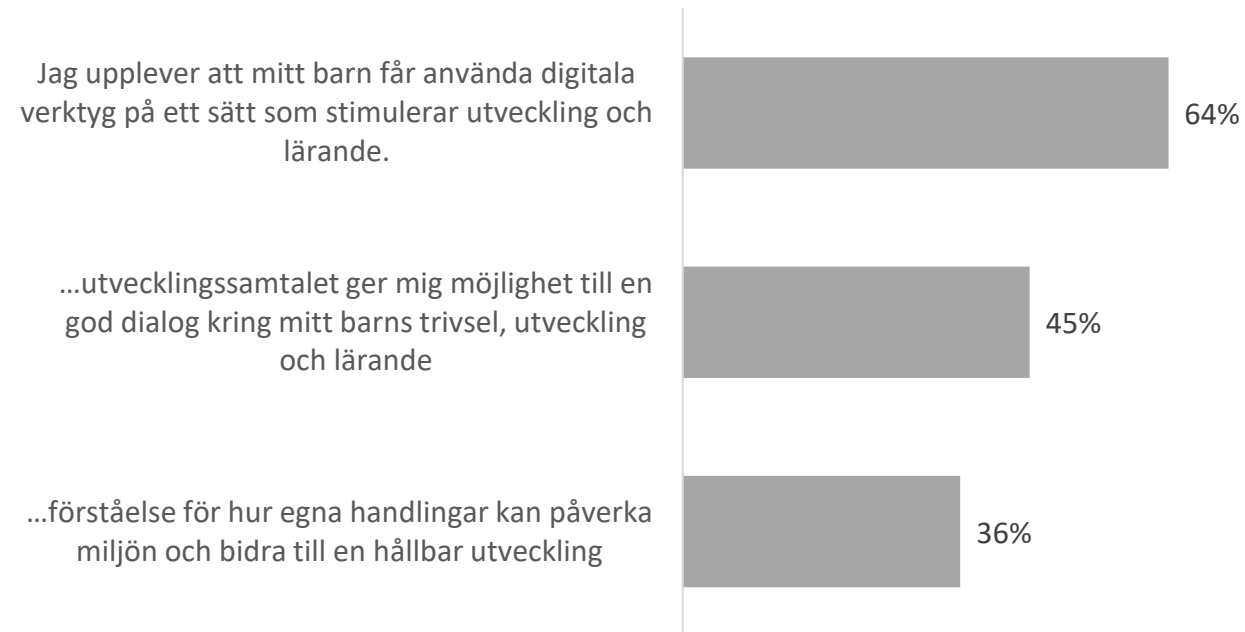 Jag upplever att mitt barn får använda digitala
verktyg på ett sätt som stimulerar utveckling och
lärande.
64%
…utvecklingssamtalet ger mig möjlighet till en
god dialog kring mitt barns trivsel, utveckling
och lärande
45%
…förståelse för hur egna handlingar kan påverka
miljön och bidra till en hållbar utveckling
36%